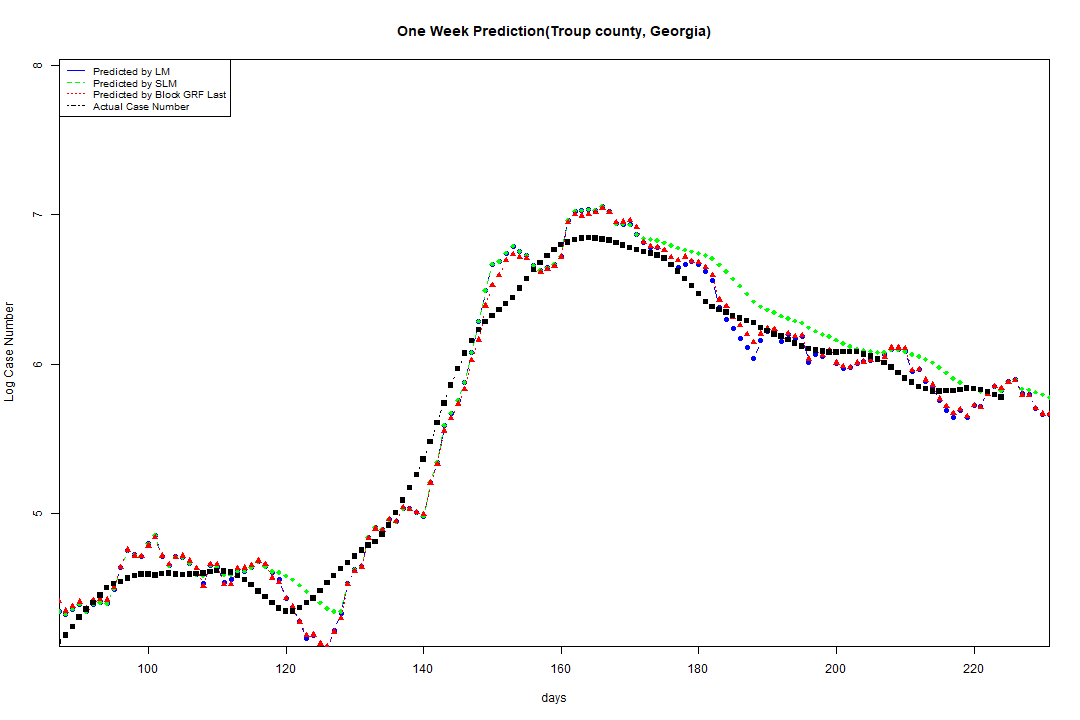 One Week Prediction(Troup county, Georgia)
Predicted by LM
Predicted by SLM
Predicted by Block GRF Last
Actual Case Number
8
7
6
5
Log Case Number
100 120 140 160 180 200 220
days